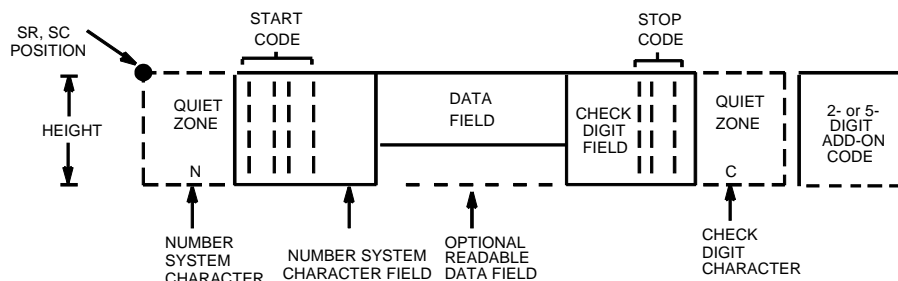 START
CODE
STOP
CODE
SR, SC
POSITION
QUIET
ZONE
DATA
FIELD
CHECK
DIGIT
FIELD
QUIET
ZONE
2- or 5-
DIGIT
ADD-ON
CODE
HEIGHT
N
C
NUMBER
SYSTEM
CHARACTER
NUMBER SYSTEM
CHARACTER FIELD
OPTIONAL
READABLE
DATA FIELD
CHECK
DIGIT
CHARACTER